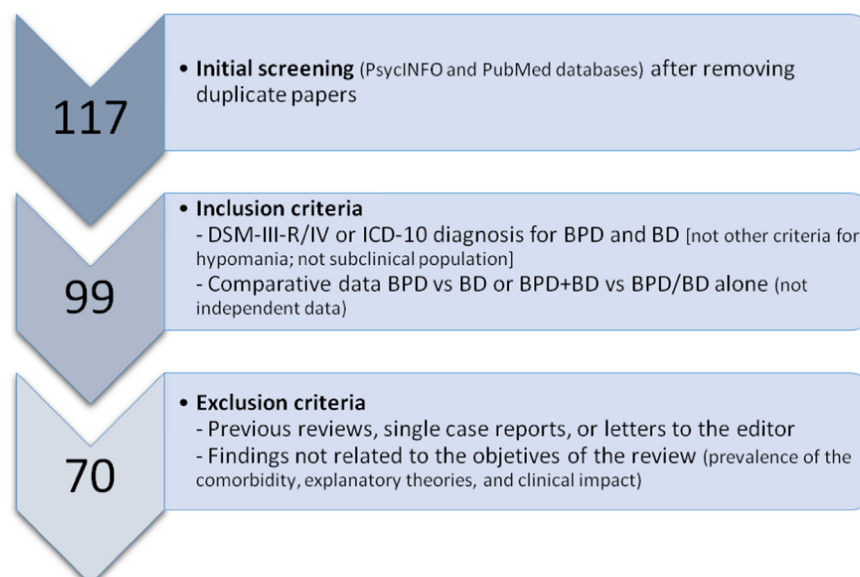 117
• Initial screening (PsycINFO and PubMed databases) after removing
duplicate papers
99
• Inclusion criteria
- DSM-III-R/IV or ICD-10 diagnosis for BPD and BD [not other criteria for
hypomania; not subclinical population]
- Comparative data BPD vs BD or BPD+BD vs BPD/BD alone (not
independent data)
70
• Exclusion criteria
- Previous reviews, single case reports, or letters to the editor
- Findings not related to the objetives of the review (prevalence of the
comorbidity, explanatory theories, and clinical impact)